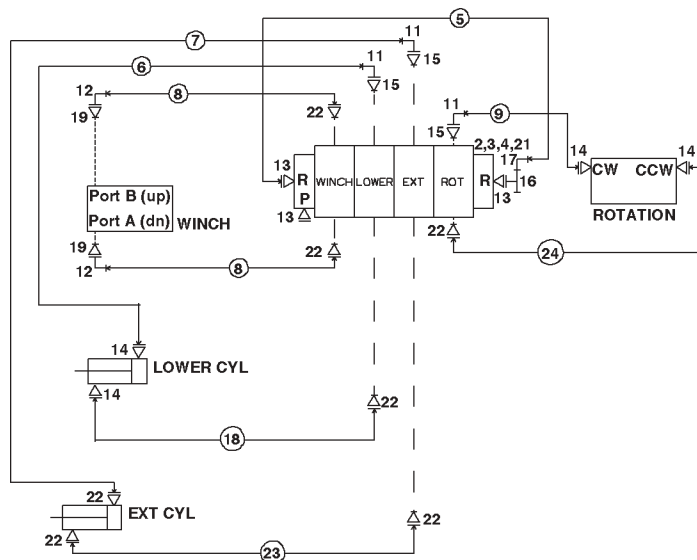 7
5
11
6
11
15
12
8
15
11
9
22
19
15
2,3,4,21
14
14
17
13
CW
CCW
R
WINCH
LOWER
EXT
ROT
R
16
Port B (up)
P
13
ROTATION
Port A (dn)
WINCH
13
22
19
22
24
12
8
14
LOWER CYL
14
22
18
22
EXT CYL
22
22
23